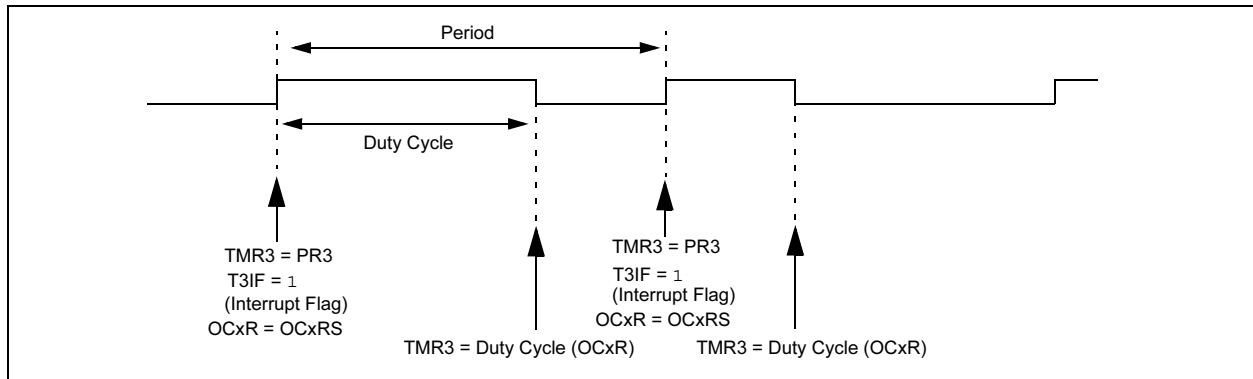 Period
Duty Cycle
TMR3 = PR3
T3IF = 1
(Interrupt Flag)
OCxR = OCxRS
TMR3 = Duty Cycle (OCxR)
TMR3 = PR3
T3IF = 1
(Interrupt Flag)
OCxR = OCxRS
TMR3 = Duty Cycle (OCxR)